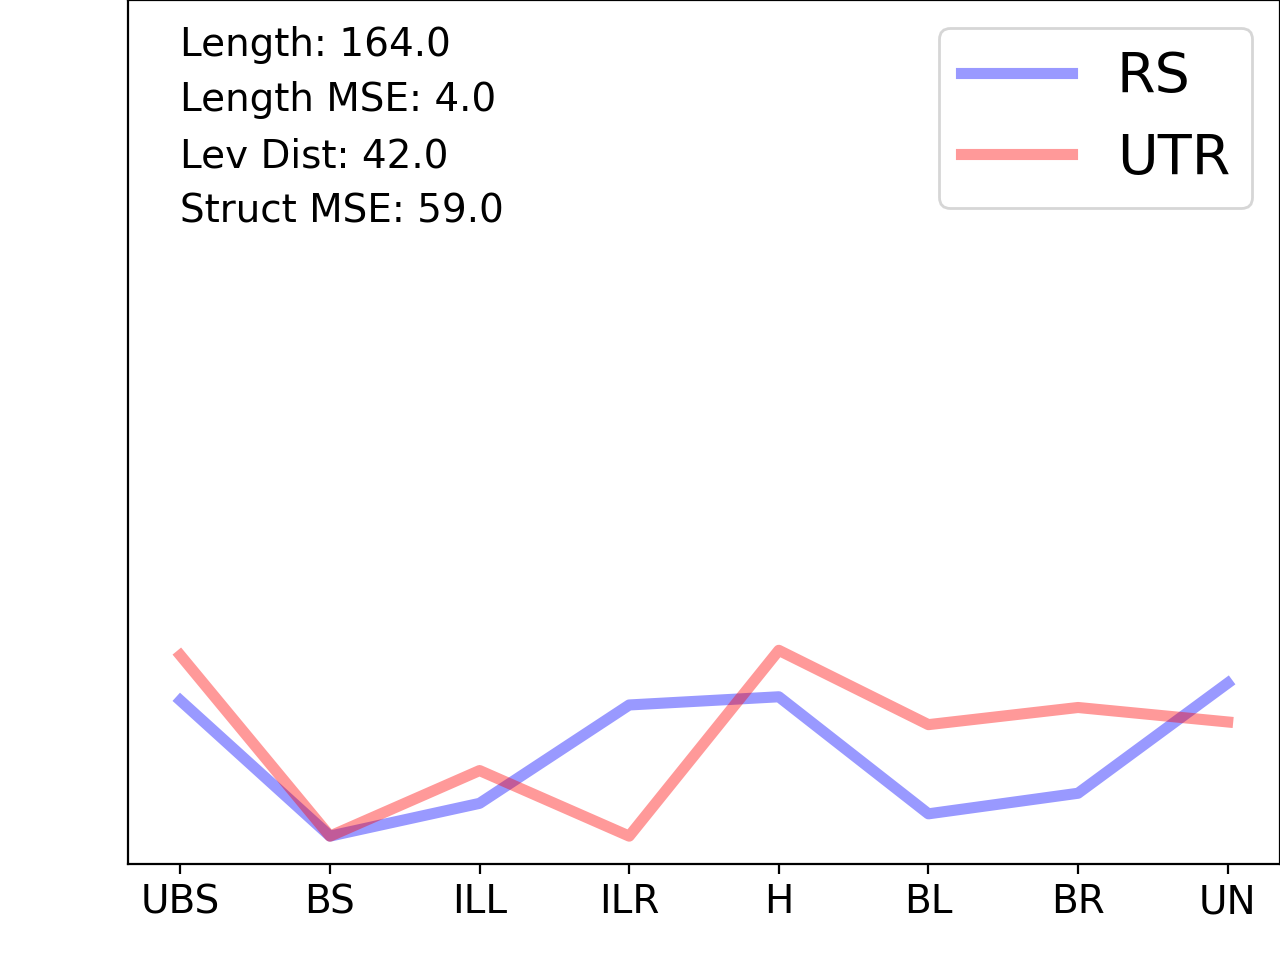 Length: 164.0
Length MSE: 4.0
Lev Dist: 42.0
Struct MSE: 59.0
RS
UTR
UBS BS ILL ILR H BL BR UN